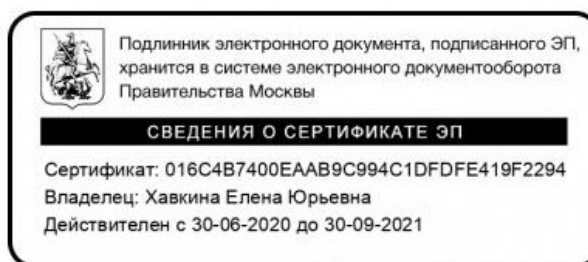 Подлинник электронного документа, подписанного ЭП,
хранится в системе электронного документооборота
Правительства Москвы
СВЕДЕНИЯ О СЕРТИФИКАТЕ ЭП
Сертификат: 016C4B7400EAAB9C994C1DFDFE419F2294
Владелец: Хавкина Елена Юрьевна
Действителен с 30-06-2020 до 30-09-2021